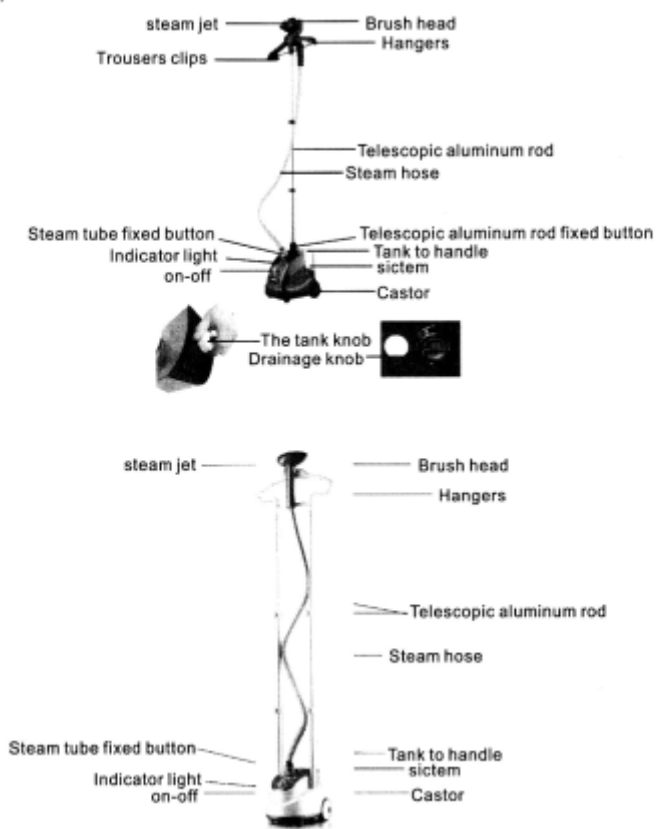 steam jet
Brush head
Hangers
Trousers clips
Telescopic aluminum rod
Steam hose
Steam tube fixed button
Telescopic aluminum rod fixed button
Indicator light
Tank to handle
on-off
sictem
Castor
The tank knob
Drainage knob
steam jet
Brush head
Hangers
Telescopic aluminum rod
Steam hose
Steam tube fixed button
Tank to handle
sictem
Indicator light
on-off
Castor